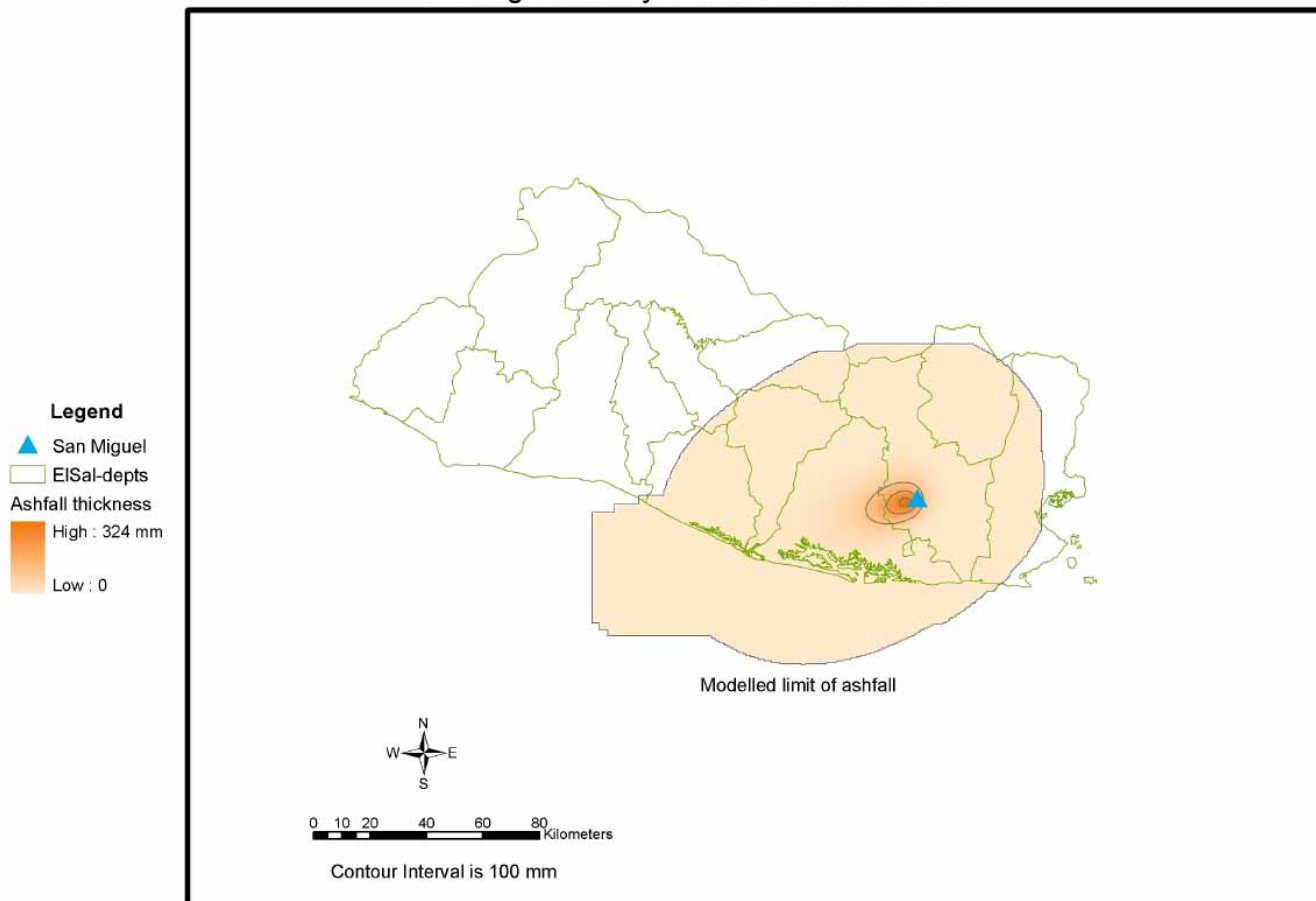 Legend
San Miguel
ElSal-depts
Ashfall thickness
High : 324 mm
Low : 0
Modelled limit of ashfall
N
W E
S
0 10 20 40 60 80
Kilometers
Contour Interval is 100 mm